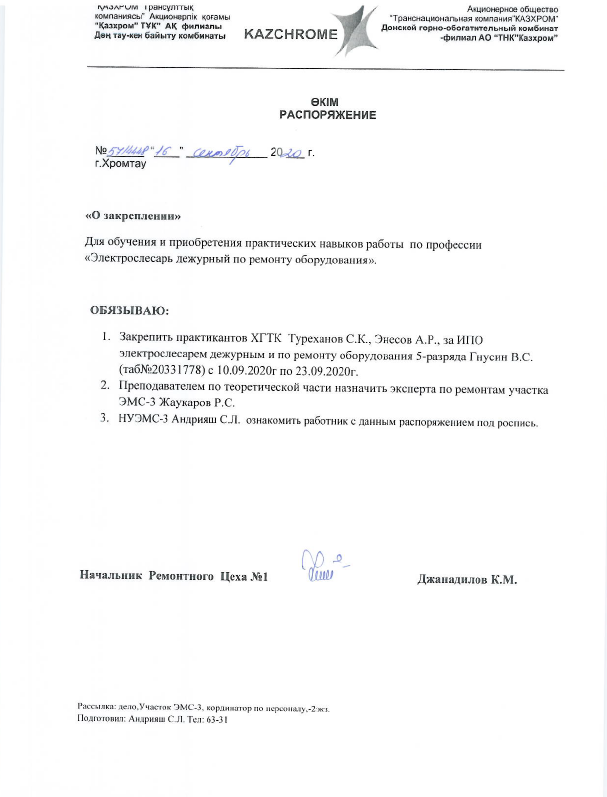 ҚАЗХРОМ Трансұлттық
компаниясы" Акционерлік қоғамы
"Қазхром" ТҰК" АҚ филиалы
Дөң тау-кен байыту комбинаты
KAZCHROME
Акционерное общество
"Транснациональная компания"КАЗХРОМ"
Донской горно-обогатительный комбинат
-филиал АО "ТНК"Казхром"
ӨКІМ
РАСПОРЯЖЕНИЕ
№ "16" сентябрь 2020 г.
г.Хромтау
«О закреплении»
Для обучения и приобретения практических навыков работы по профессии
«Электрослесарь дежурный по ремонту оборудования».
ОБЯЗЫВАЮ:
1. Закрепить практикантов ХГТК Туреханов С.К., Энесов А.Р., за ИПО
электрослесарем дежурным и по ремонту оборудования 5-разряда Гнусин В.С.
(таб№20331778) с 10.09.2020г по 23.09.2020г.
2. Преподавателем по теоретической части назначить эксперта по ремонтам участка
ЭМС-3 Жаукаров Р.С.
3. НУЭМС-3 Андрияш С.Л. ознакомить работник с данным распоряжением под роспись.
Начальник Ремонтного Цеха №1
Джанадилов К.М.
Рассылка: дело,Участок ЭМС-3, кординатор по персоналу,-2экз.
Подготовил: Андрияш С.Л. Тел: 63-31